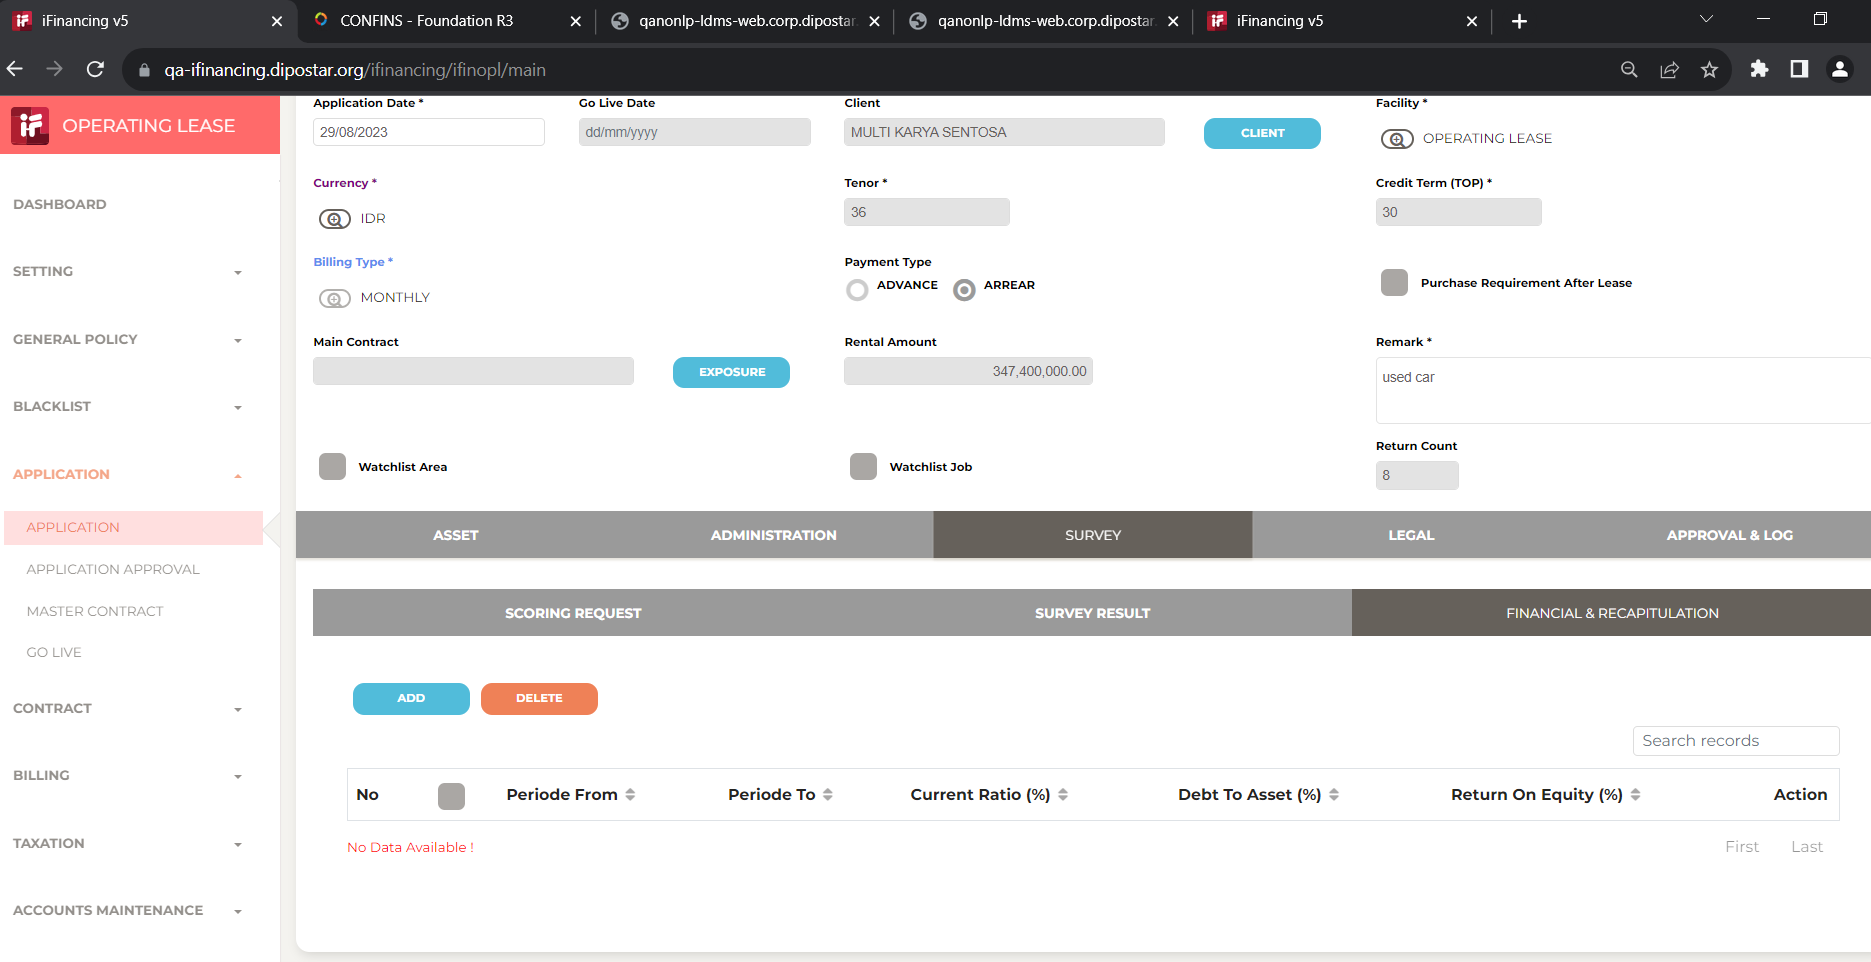 iFinancing v5
CONFINS - Foundation R3
qanonlp-ldms-web.corp.dipostar.
qanonlp-ldms-web.corp.dipostar.
iFinancing v5
qa-ifinancing.dipostar.org/ifinancing/ifinopl/main
iF OPERATING LEASE
DASHBOARD
SETTING
GENERAL POLICY
BLACKLIST
APPLICATION
APPLICATION
APPLICATION APPROVAL
MASTER CONTRACT
GO LIVE
CONTRACT
BILLING
TAXATION
ACCOUNTS MAINTENANCE
Application Date * Go Live Date Client Facility *
29/08/2023 dd/mm/yyyy MULTI KARYA SENTOSA CLIENT OPERATING LEASE
Currency * Tenor * Credit Term (TOP) *
IDR 36 30
Billing Type * Payment Type
MONTHLY ADVANCE ARREAR Purchase Requirement After Lease
Main Contract Rental Amount Remark *
EXPOSURE 347,400,000.00 used car
Return Count
Watchlist Area Watchlist Job 8
ASSET ADMINISTRATION SURVEY LEGAL APPROVAL & LOG
SCORING REQUEST SURVEY RESULT FINANCIAL & RECAPITULATION
ADD DELETE
Search records
No Periode From Periode To Current Ratio (%) Debt To Asset (%) Return On Equity (%) Action
No Data Available ! First Last